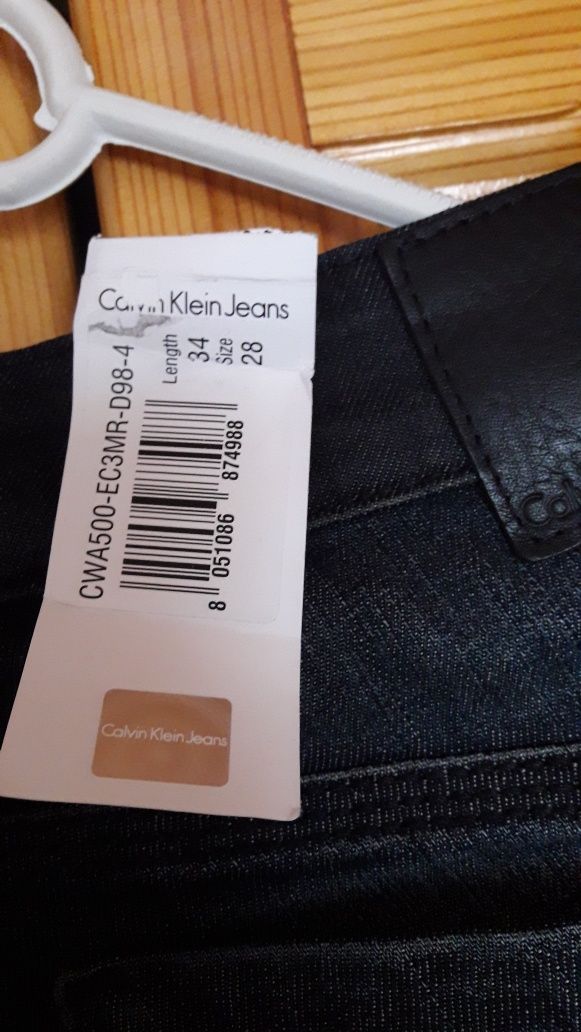 Calvin Klein Jeans
CWA500-EC3MR-D98-4
Length
34
Size
28
8 051086 874988
Calvin Klein Jeans